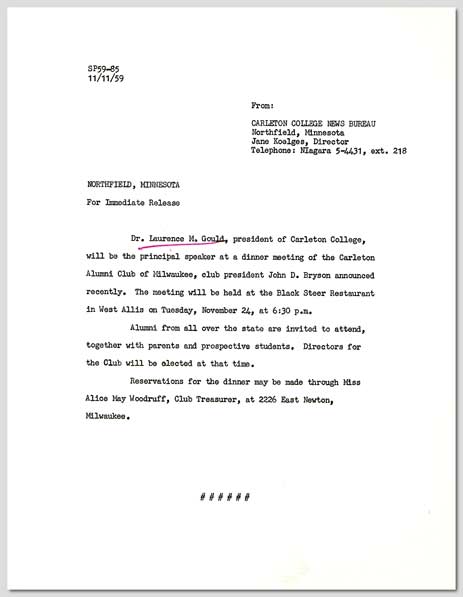 SP59-85
11/11/59
From:
CARLETON COLLEGE NEWS BUREAU
Northfield, Minnesota
Jane Koelges, Director
Telephone: NIagara 5-4431, ext. 218
NORTHFIELD, MINNESOTA
For Immediate Release
Dr. Laurence M. Gould, president of Carleton College,
will be the principal speaker at a dinner meeting of the Carleton
Alumni Club of Milwaukee, club president John D. Bryson announced
recently. The meeting will be held at the Black Steer Restaurant
in West Allis on Tuesday, November 24, at 6:30 p.m.
Alumni from all over the state are invited to attend,
together with parents and prospective students. Directors for
the Club will be elected at that time.
Reservations for the dinner may be made through Miss
Alice May Woodruff, Club Treasurer, at 2226 East Newton,
Milwaukee.
# # # # # #